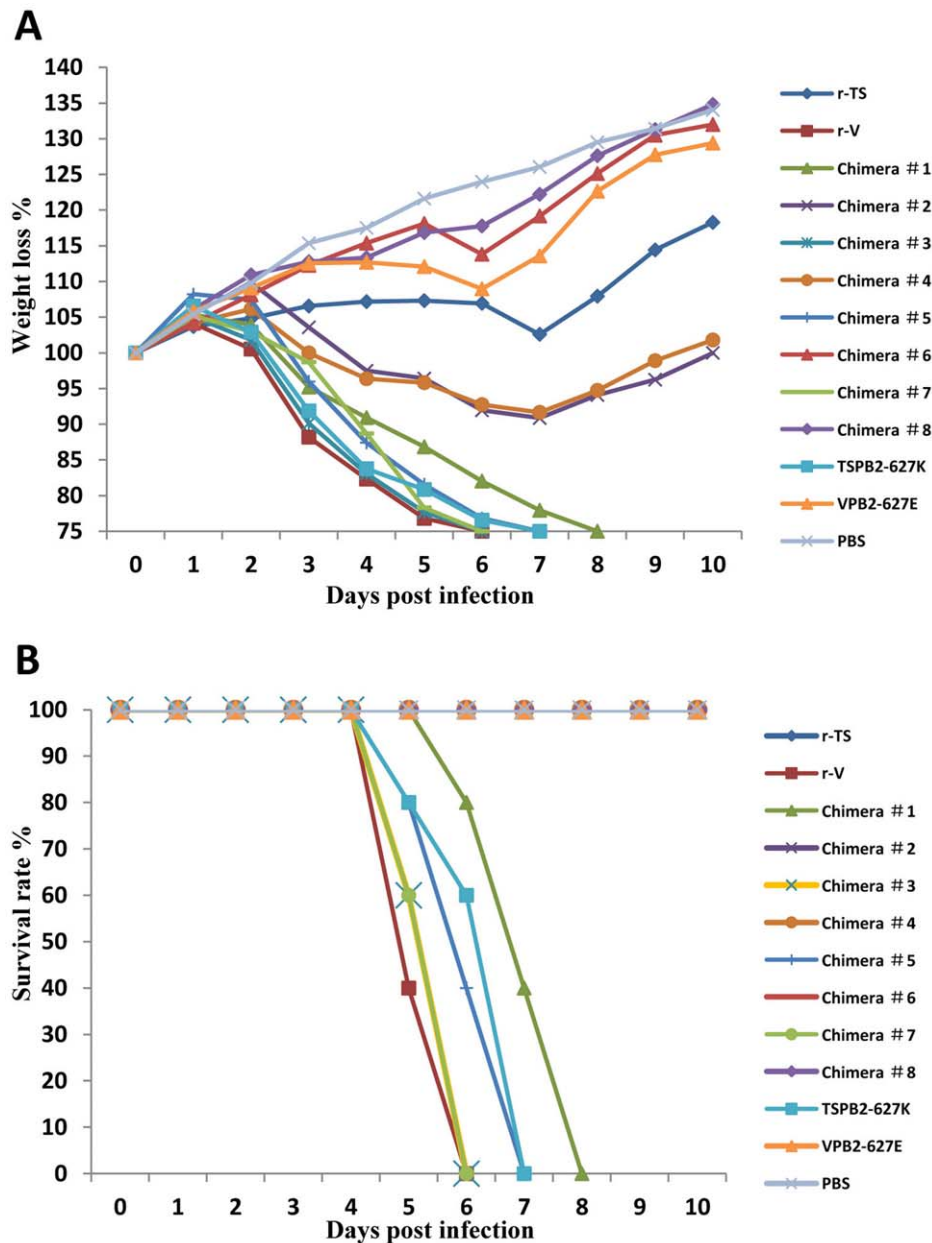 A
Weight loss %
140
135
130
125
120
115
110
105
100
95
90
85
80
75
0 1 2 3 4 5 6 7 8 9 10
Days post infection
r-TS
r-V
Chimera #1
Chimera #2
Chimera #3
Chimera #4
Chimera #5
Chimera #6
Chimera #7
Chimera #8
TSPB2-627K
VPB2-627E
PBS
B
Survival rate %
100
90
80
70
60
50
40
30
20
10
0
0 1 2 3 4 5 6 7 8 9 10
Days post infection
r-TS
r-V
Chimera #1
Chimera #2
Chimera #3
Chimera #4
Chimera #5
Chimera #6
Chimera #7
Chimera #8
TSPB2-627K
VPB2-627E
PBS